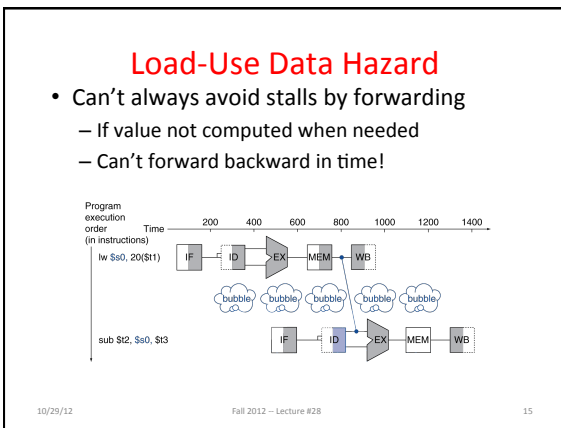 Load-Use Data Hazard
• Can't always avoid stalls by forwarding
– If value not computed when needed
– Can't forward backward in time!
Program
execution
order
(in instructions)
Time
200 400 600 800 1000 1200 1400
lw $s0, 20($t1)
IF ID EX MEM WB
bubble bubble bubble bubble bubble
sub $t2, $s0, $t3
IF ID EX MEM WB
10/29/12 Fall 2012 -- Lecture #28 15